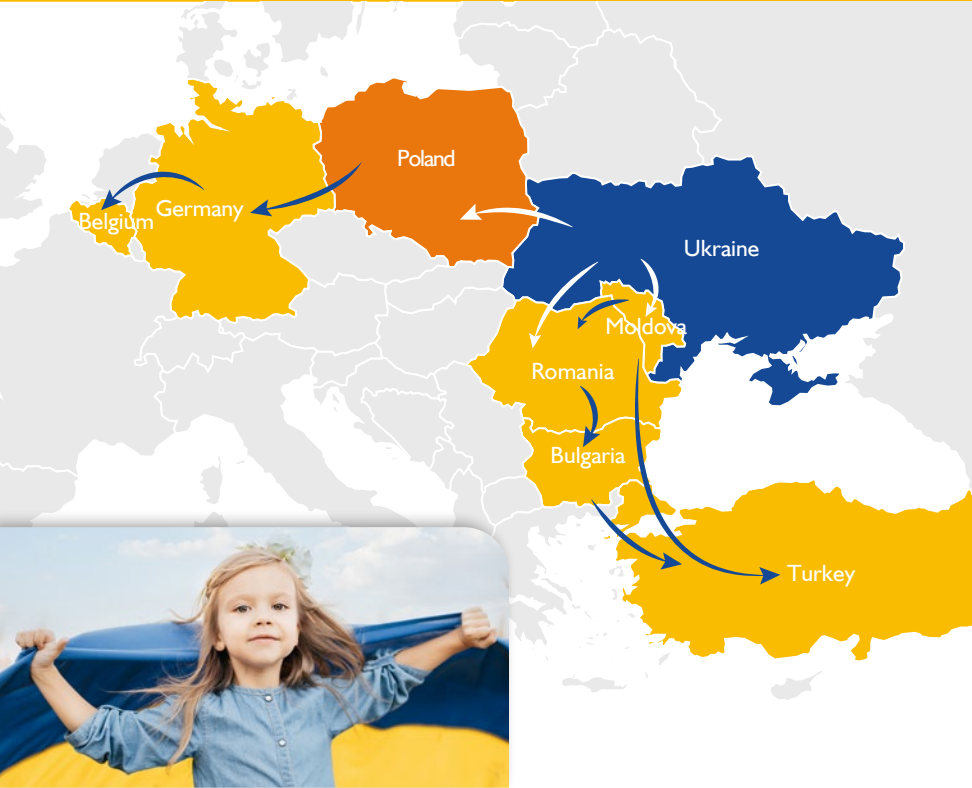 Poland
Germany
Belgium
Ukraine
Moldova
Romania
Bulgaria
Turkey